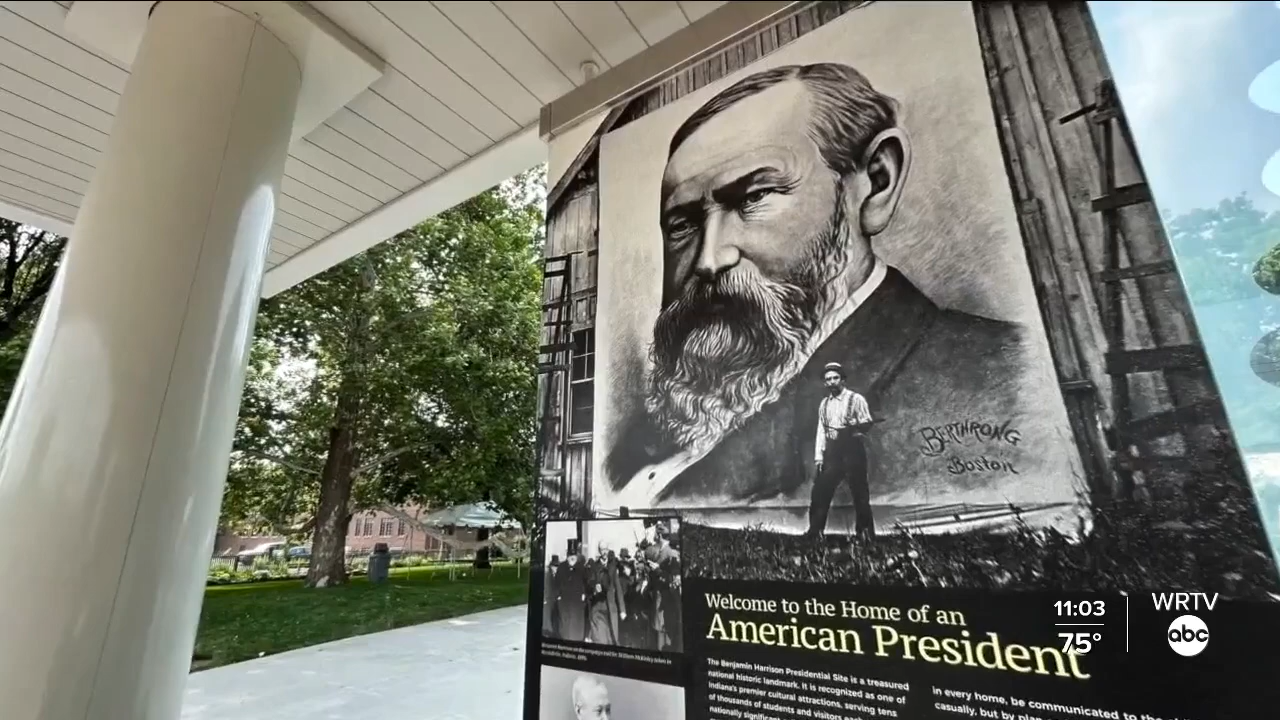 BERTHRONG
Boston
Welcome to the Home of an
American President
The Benjamin Harrison Presidential Site is a treasured
national historic landmark. It is recognized as one of
Indiana's premier cultural attractions, serving tens
of thousands of students and visitors
nationally significant
in every home, be communicated to the
casually, but by plan
11:03
75°
WRTV
abc